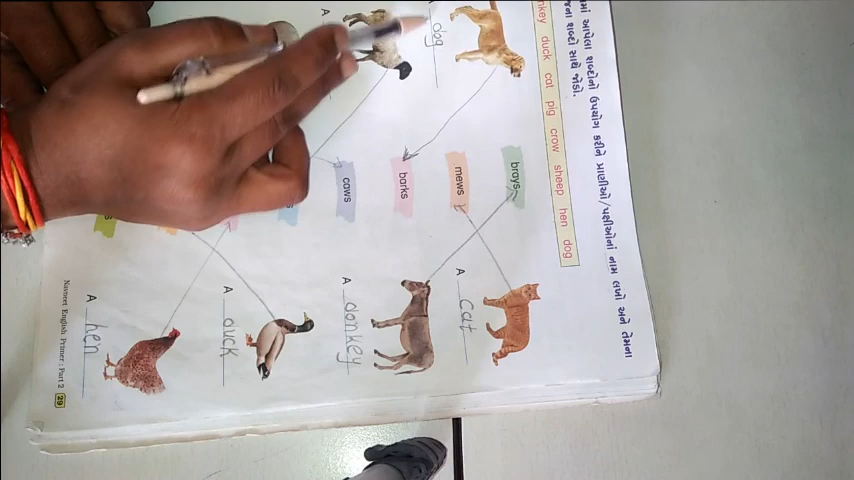 આપેલા શબ્દોનો ઉપયોગ કરીને પ્રાણીઓ/પક્ષીઓનાં નામ લખો અને તેમના
શબ્દો સાથે જોડો.
nkey duck cat pig crow sheep hen dog
brays
mews
A cat
dog
barks
A donkey
caws
A
A duck
A hen
Navneet English Primer : Part 2 29